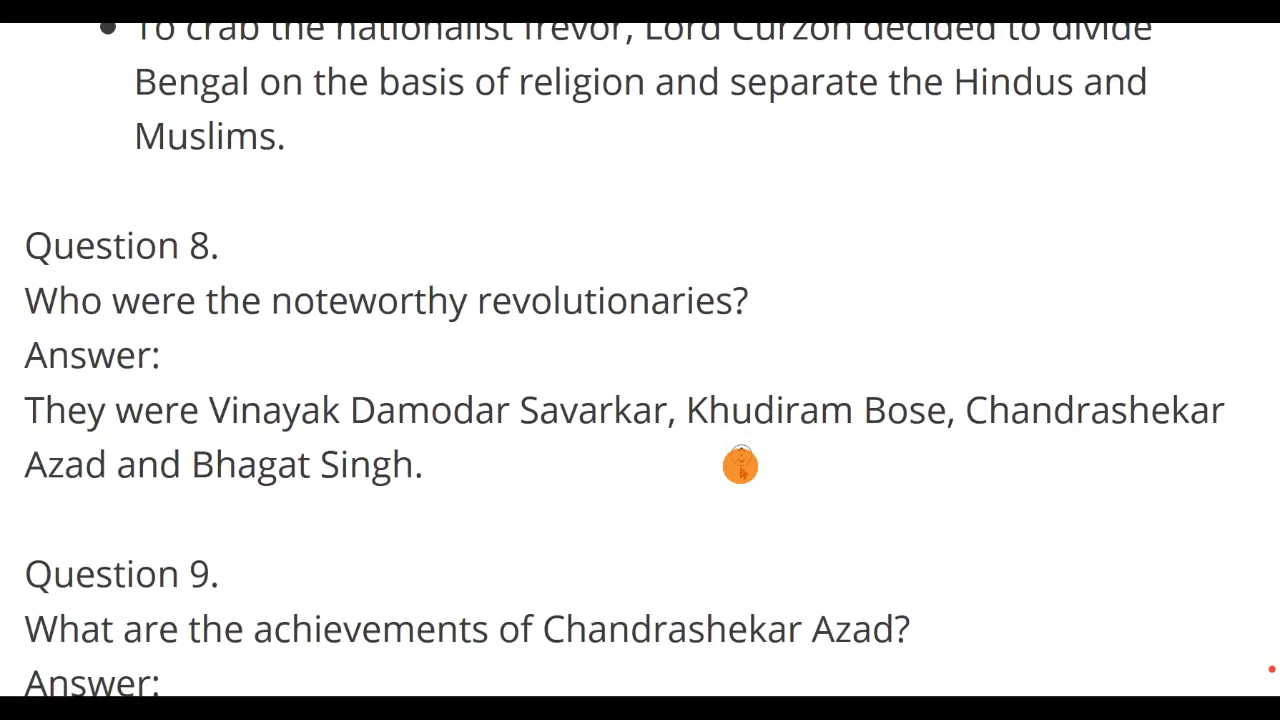 To crab the nationalist frevor, Lord Curzon decided to divide
Bengal on the basis of religion and separate the Hindus and
Muslims.
Question 8.
Who were the noteworthy revolutionaries?
Answer:
They were Vinayak Damodar Savarkar, Khudiram Bose, Chandrashekar
Azad and Bhagat Singh.
Question 9.
What are the achievements of Chandrashekar Azad?
Answer: